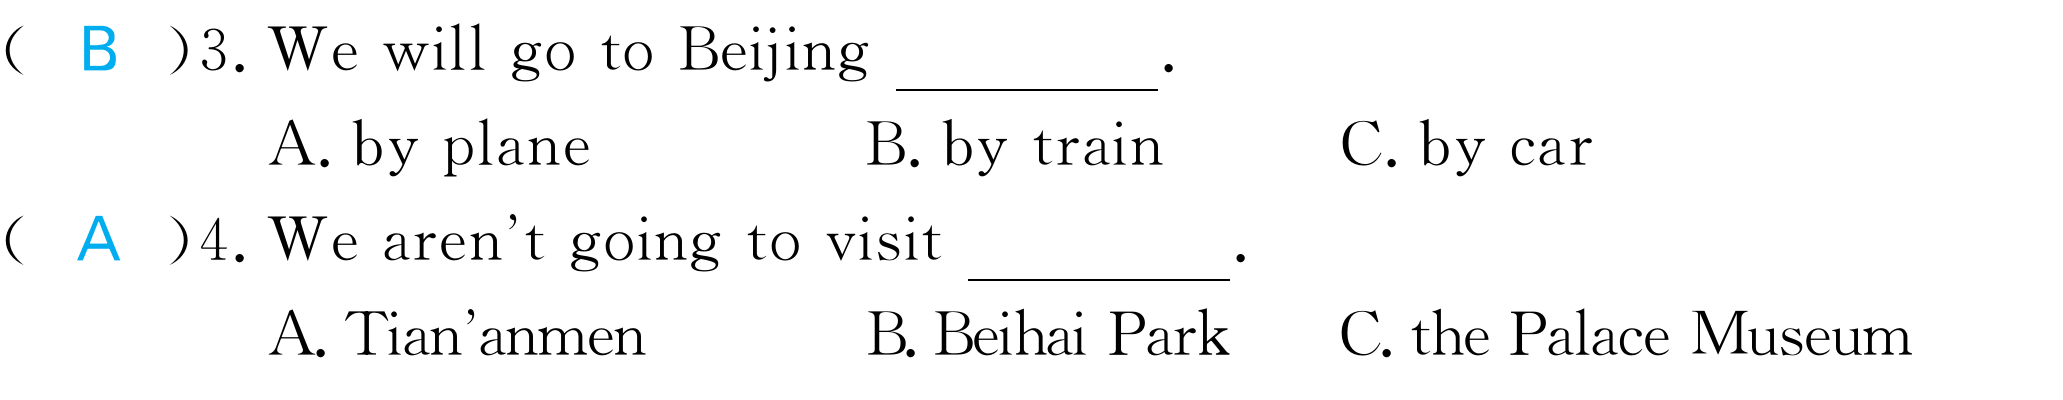 ( B )3. We will go to Beijing ________.
A. by plane B. by train C. by car
( A )4. We aren't going to visit ________.
A. Tian'anmen B. Beihai Park C. the Palace Museum